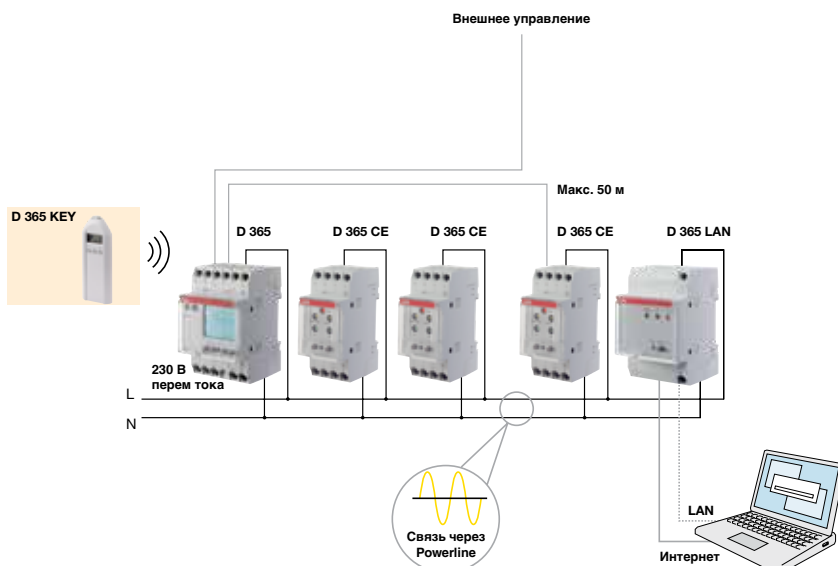 Внешнее управление
Макс. 50 м
D 365 KEY
D 365
D 365 CE
D 365 CE
D 365 CE
D 365 LAN
230 В
перем тока
L
N
Связь через
Powerline
LAN
Интернет